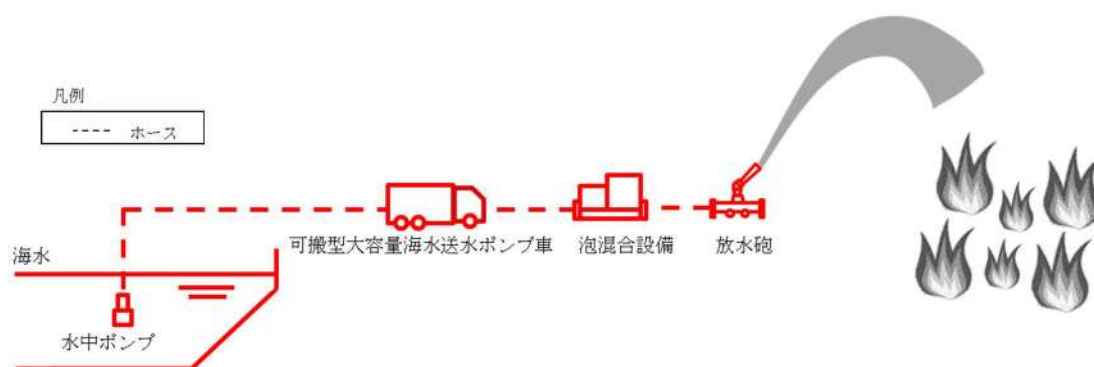 凡例
ホース
海水
可搬型大容量海水送水ポンプ車
泡混合設備
放水砲
水中ポンプ